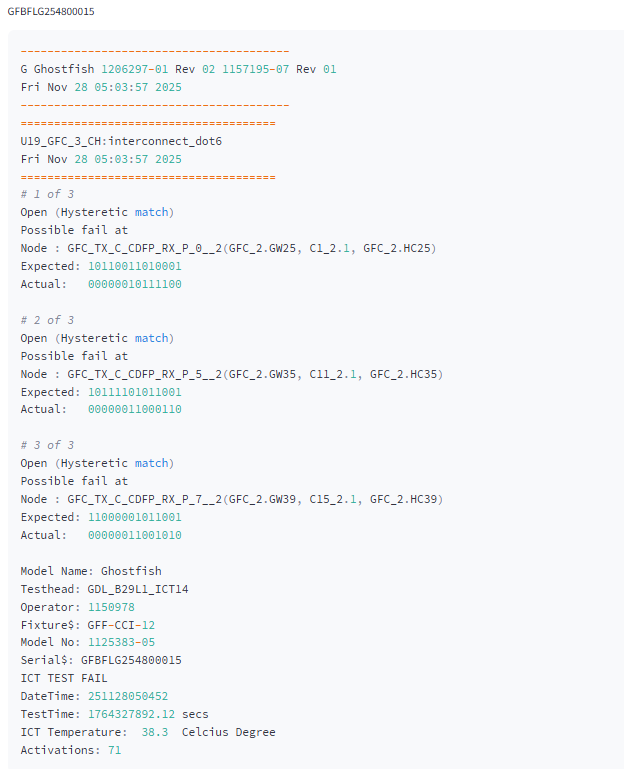 GFBFLG254800015
----------------------------------------
G Ghostfish 1206297-01 Rev 02 1157195-07 Rev 01
Fri Nov 28 05:03:57 2025
----------------------------------------
======================================
U19_GFC_3_CH:interconnect_dot6
Fri Nov 28 05:03:57 2025
======================================
# 1 of 3
Open (Hysteretic match)
Possible fail at
Node : GFC_TX_C_CDFP_RX_P_0__2(GFC_2.GW25, C1_2.1, GFC_2.HC25)
Expected: 10110011010001
Actual:   00000010111100

# 2 of 3
Open (Hysteretic match)
Possible fail at
Node : GFC_TX_C_CDFP_RX_P_5__2(GFC_2.GW35, C11_2.1, GFC_2.HC35)
Expected: 10111101011001
Actual:   00000011000110

# 3 of 3
Open (Hysteretic match)
Possible fail at
Node : GFC_TX_C_CDFP_RX_P_7__2(GFC_2.GW39, C15_2.1, GFC_2.HC39)
Expected: 11000001011001
Actual:   00000011001010

Model Name: Ghostfish
Testhead: GDL_B29L1_ICT14
Operator: 1150978
Fixture$: GFF-CCI-12
Model No: 1125383-05
Serial$: GFBFLG254800015
ICT TEST FAIL
DateTime: 251128050452
TestTime: 1764327892.12 secs
ICT Temperature:  38.3  Celcius Degree
Activations: 71